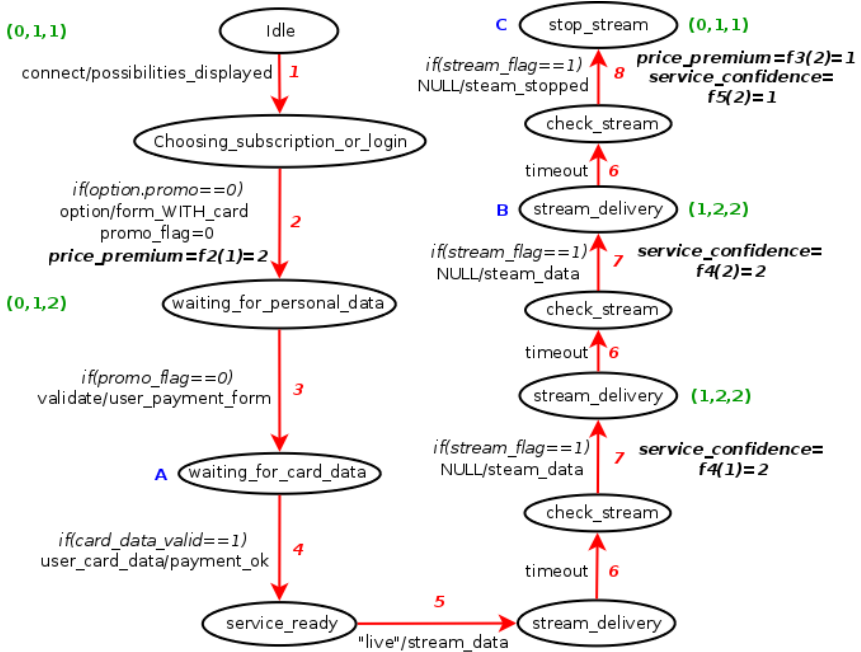 (0,1,1)
Idle
connect/possibilities_displayed
1
Choosing_subscription_or_login
if(option.promo==0)
option/form_WITH_card
promo_flag=0
price_premium=f2(1)=2
2
(0,1,2)
waiting_for_personal_data
if(promo_flag==0)
validate/user_payment_form
3
A
waiting_for_card_data
if(card_data_valid==1)
user_card_data/payment_ok
4
service_ready
5
"live"/stream_data
stream_delivery
timeout
6
check_stream
if(stream_flag==1)
NULL/steam_data
7
service_confidence=
f4(1)=2
stream_delivery
(1,2,2)
timeout
6
check_stream
if(stream_flag==1)
NULL/steam_data
7
service_confidence=
f4(2)=2
B
stream_delivery
(1,2,2)
timeout
6
check_stream
if(stream_flag==1)
NULL/steam_stopped
8
price_premium=f3(2)=1
service_confidence=
f5(2)=1
C
stop_stream
(0,1,1)